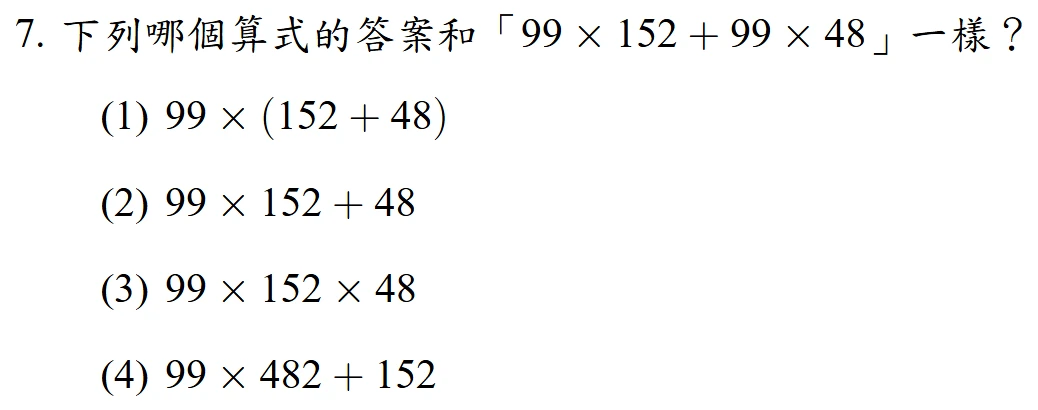 7. 下列哪個算式的答案和「99 × 152 + 99 × 48」一樣？
(1) 99 × (152 + 48)
(2) 99 × 152 + 48
(3) 99 × 152 × 48
(4) 99 × 482 + 152